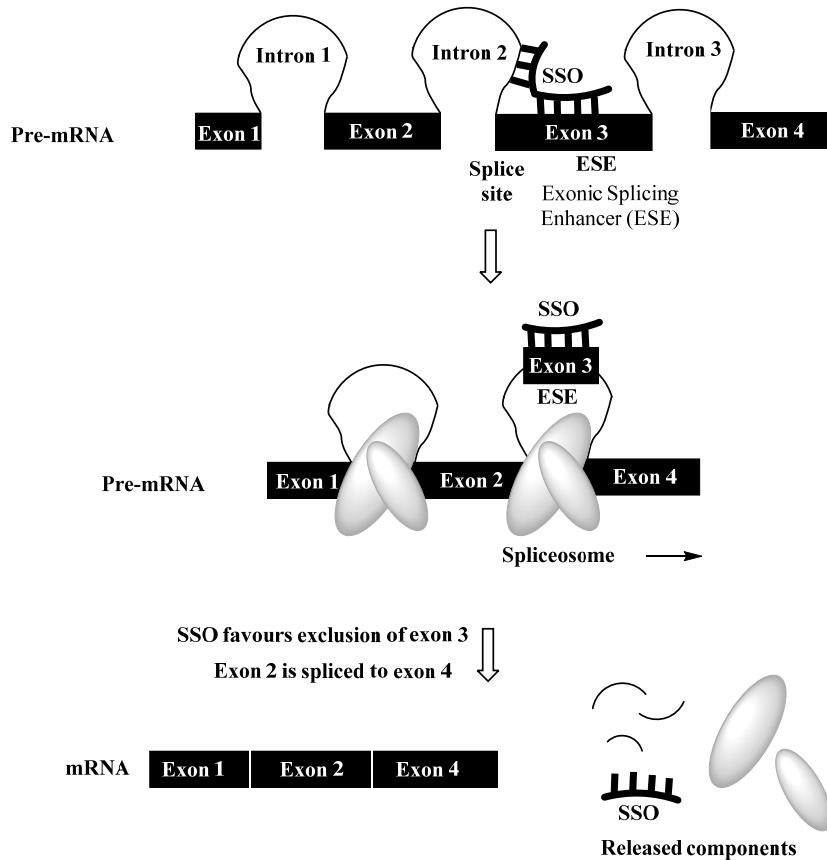 Intron 1
Intron 2
Intron 3
SSO
Pre-mRNA
Exon 1
Exon 2
Exon 3
Exon 4
Splice
site
ESE
Exonic Splicing
Enhancer (ESE)
SSO
Exon 3
ESE
Pre-mRNA
Exon 1
Exon 2
Exon 4
Spliceosome
SSO favours exclusion of exon 3
Exon 2 is spliced to exon 4
mRNA
Exon 1
Exon 2
Exon 4
SSO
Released components